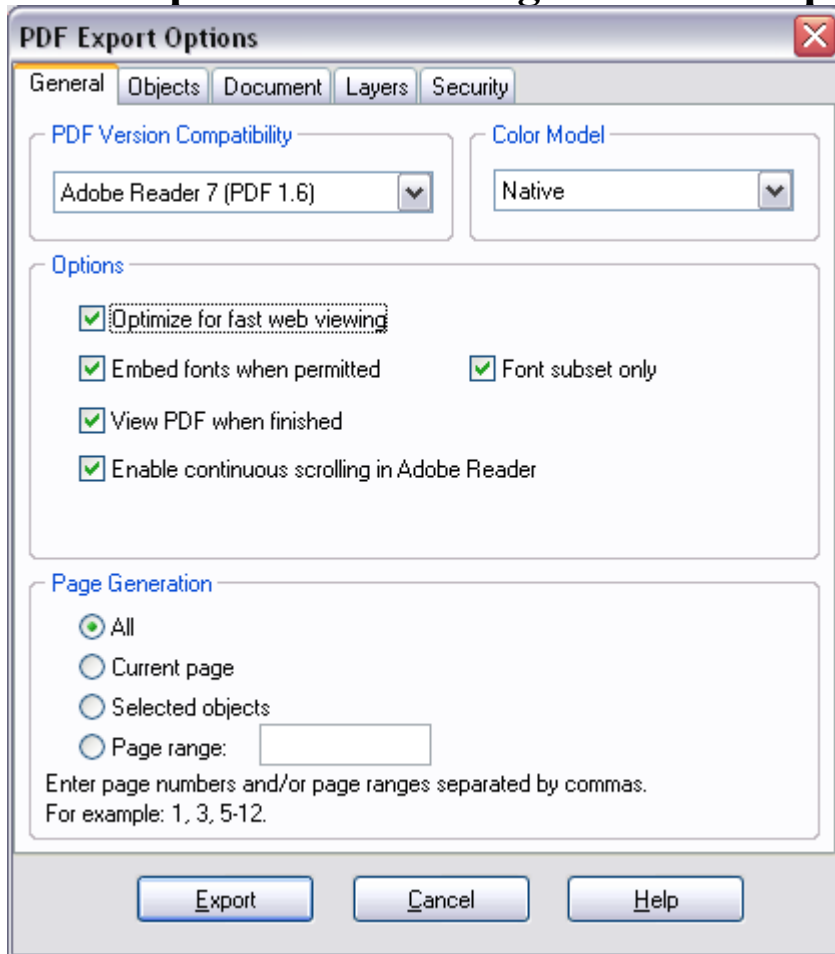 PDF Export Options
General Objects Document Layers Security
PDF Version Compatibility Color Model
Adobe Reader 7 (PDF 1.6) Native
Options
Optimize for fast web viewing
Embed fonts when permitted Font subset only
View PDF when finished
Enable continuous scrolling in Adobe Reader
Page Generation
All
Current page
Selected objects
Page range:
Enter page numbers and/or page ranges separated by commas.
For example: 1, 3, 5-12.
Export Cancel Help